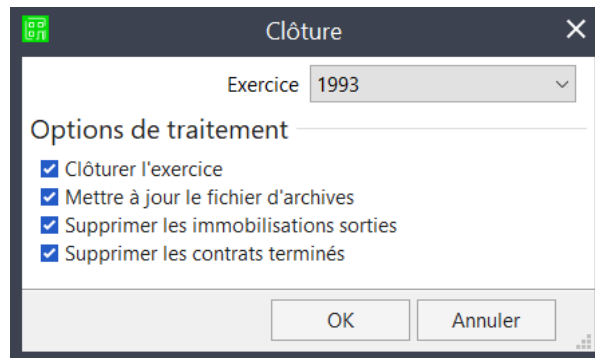 Clôture
Exercice 1993
Options de traitement
Clôturer l'exercice
Mettre à jour le fichier d'archives
Supprimer les immobilisations sorties
Supprimer les contrats terminés
OK Annuler